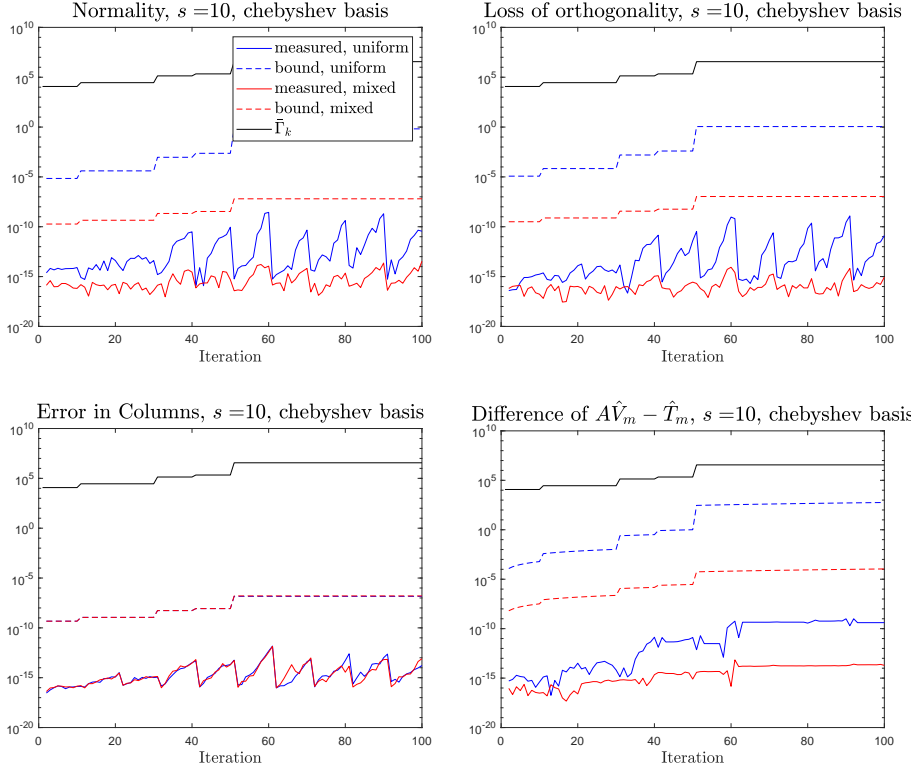 Normality, s =10, chebyshev basis
10^10
10^5
10^0
10^-5
10^-10
10^-15
10^-20
0 20 40 60 80 100
Iteration
measured, uniform
bound, uniform
measured, mixed
bound, mixed
Γ̄_k
Loss of orthogonality, s =10, chebyshev basis
10^10
10^5
10^0
10^-5
10^-10
10^-15
10^-20
0 20 40 60 80 100
Iteration
Error in Columns, s =10, chebyshev basis
10^10
10^5
10^0
10^-5
10^-10
10^-15
10^-20
0 20 40 60 80 100
Iteration
Difference of AV̂_m − T̂_m, s =10, chebyshev basis
10^10
10^5
10^0
10^-5
10^-10
10^-15
10^-20
0 20 40 60 80 100
Iteration